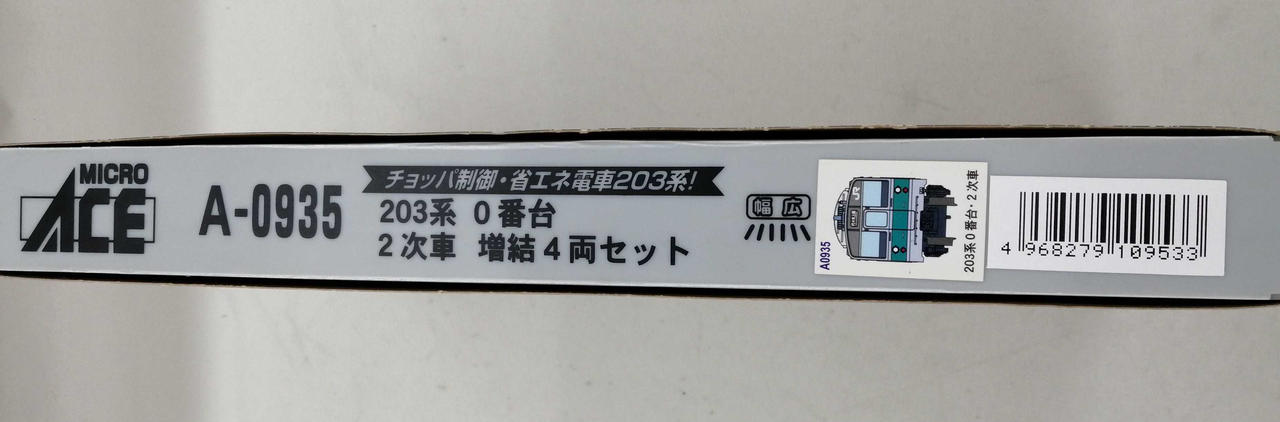 MICRO
ACE
A-0935
チョッパ制御・省エネ電車203系!
203系 0番台
2次車 増結4両セット
幅広
A0935
JR
203系0番台・2次車
4 968279 109533